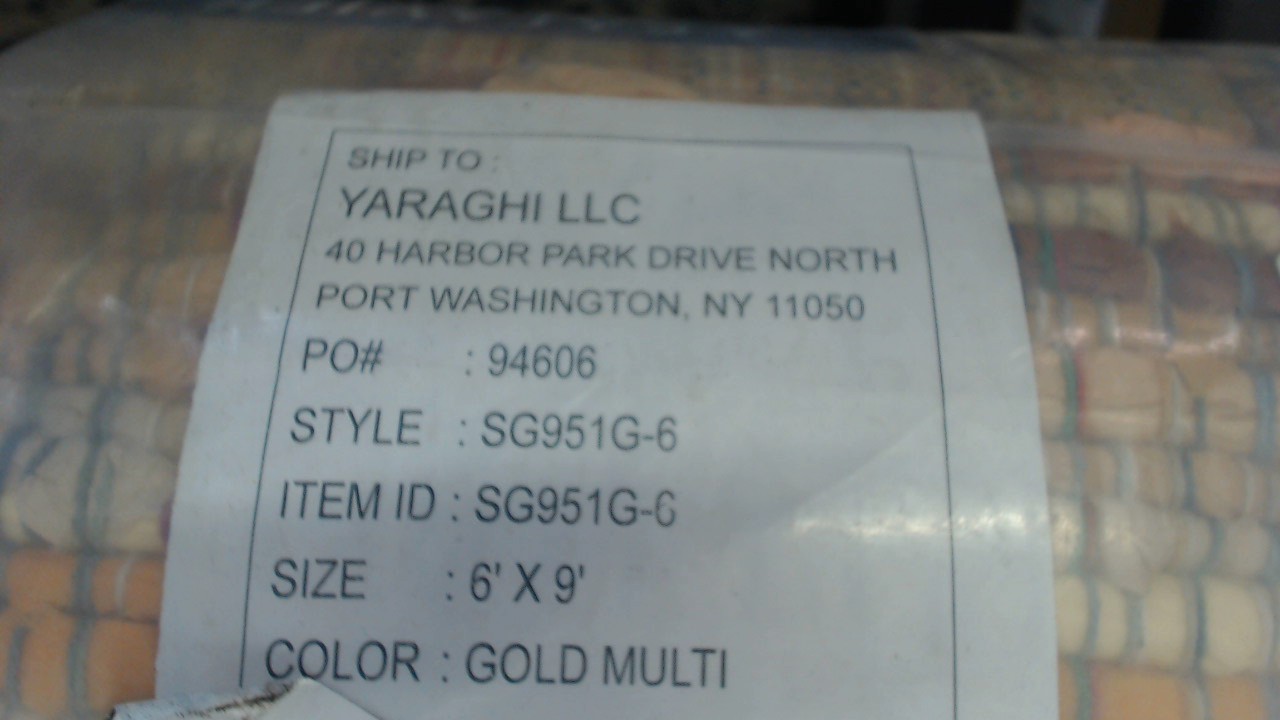 SHIP TO :
YARAGHI LLC
40 HARBOR PARK DRIVE NORTH
PORT WASHINGTON, NY 11050
PO# : 94606
STYLE : SG951G-6
ITEM ID : SG951G-6
SIZE : 6' X 9'
COLOR : GOLD MULTI